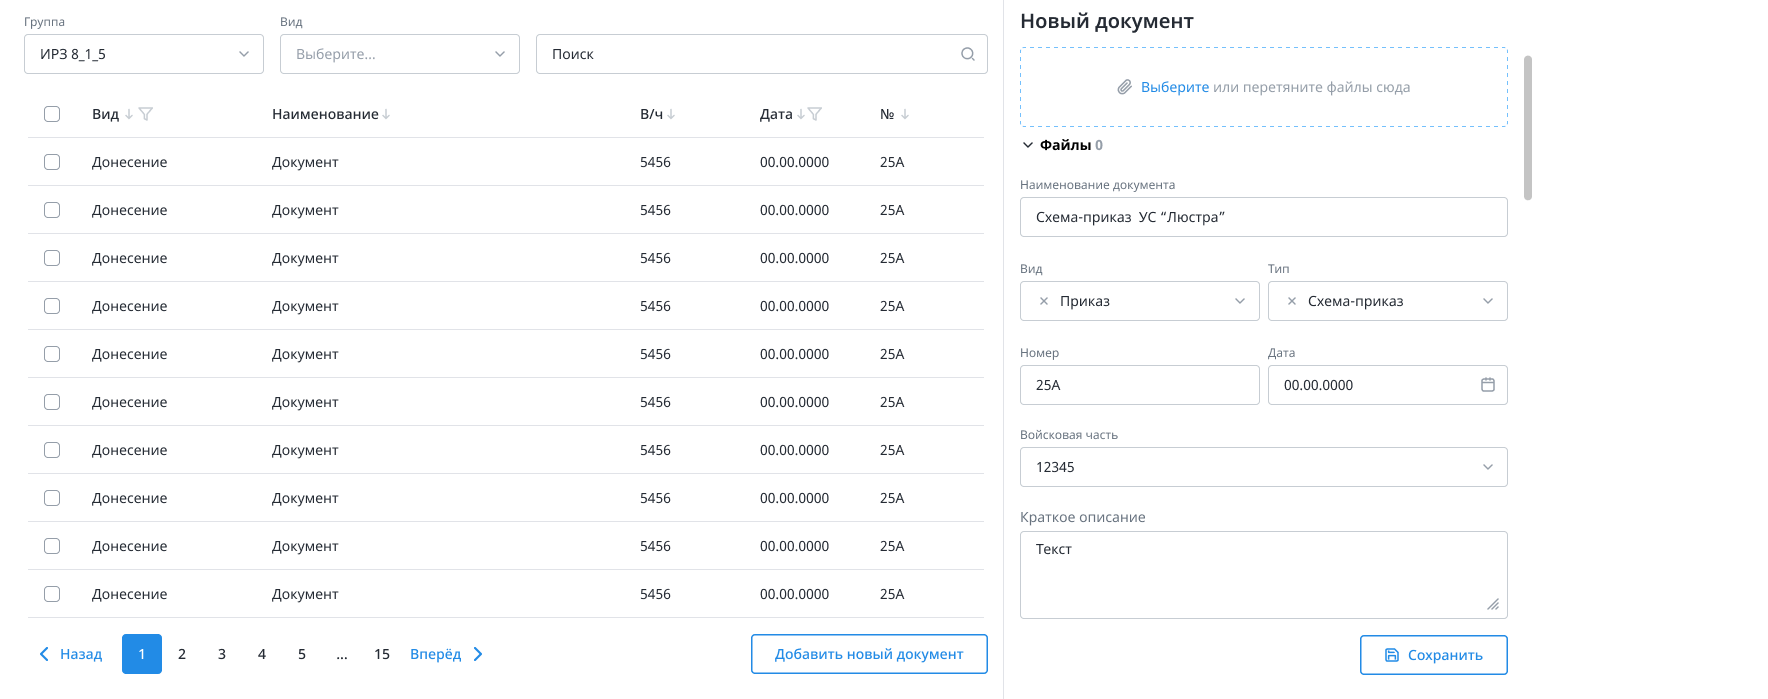 Группа
Вид
ИРЗ 8_1_5
Выберите...
Поиск
Вид Наименование В/ч Дата №
Донесение Документ 5456 00.00.0000 25А
Донесение Документ 5456 00.00.0000 25А
Донесение Документ 5456 00.00.0000 25А
Донесение Документ 5456 00.00.0000 25А
Донесение Документ 5456 00.00.0000 25А
Донесение Документ 5456 00.00.0000 25А
Донесение Документ 5456 00.00.0000 25А
Донесение Документ 5456 00.00.0000 25А
Донесение Документ 5456 00.00.0000 25А
Донесение Документ 5456 00.00.0000 25А
Назад 1 2 3 4 5 ... 15 Вперёд
Добавить новый документ
Новый документ
Выберите или перетяните файлы сюда
Файлы 0
Наименование документа
Схема-приказ УС “Люстра”
Вид Тип
Приказ Схема-приказ
Номер Дата
25А 00.00.0000
Войсковая часть
12345
Краткое описание
Текст
Сохранить